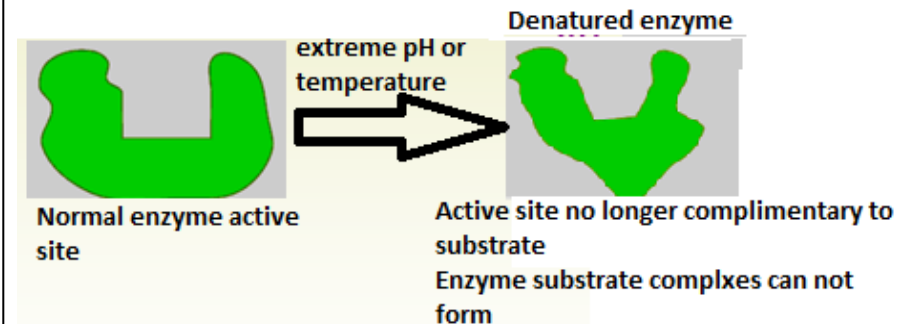 Denatured enzyme
extreme pH or
temperature
Normal enzyme active
site
Active site no longer complimentary to
substrate
Enzyme substrate complxes can not
form